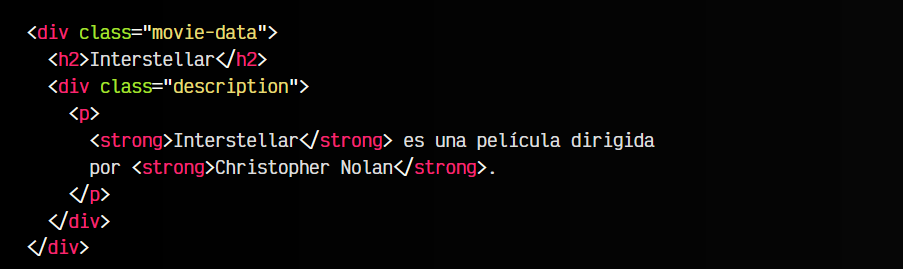 <div class="movie-data">
  <h2>Interstellar</h2>
  <div class="description">
    <p>
      <strong>Interstellar</strong> es una película dirigida
      por <strong>Christopher Nolan</strong>.
    </p>
  </div>
</div>